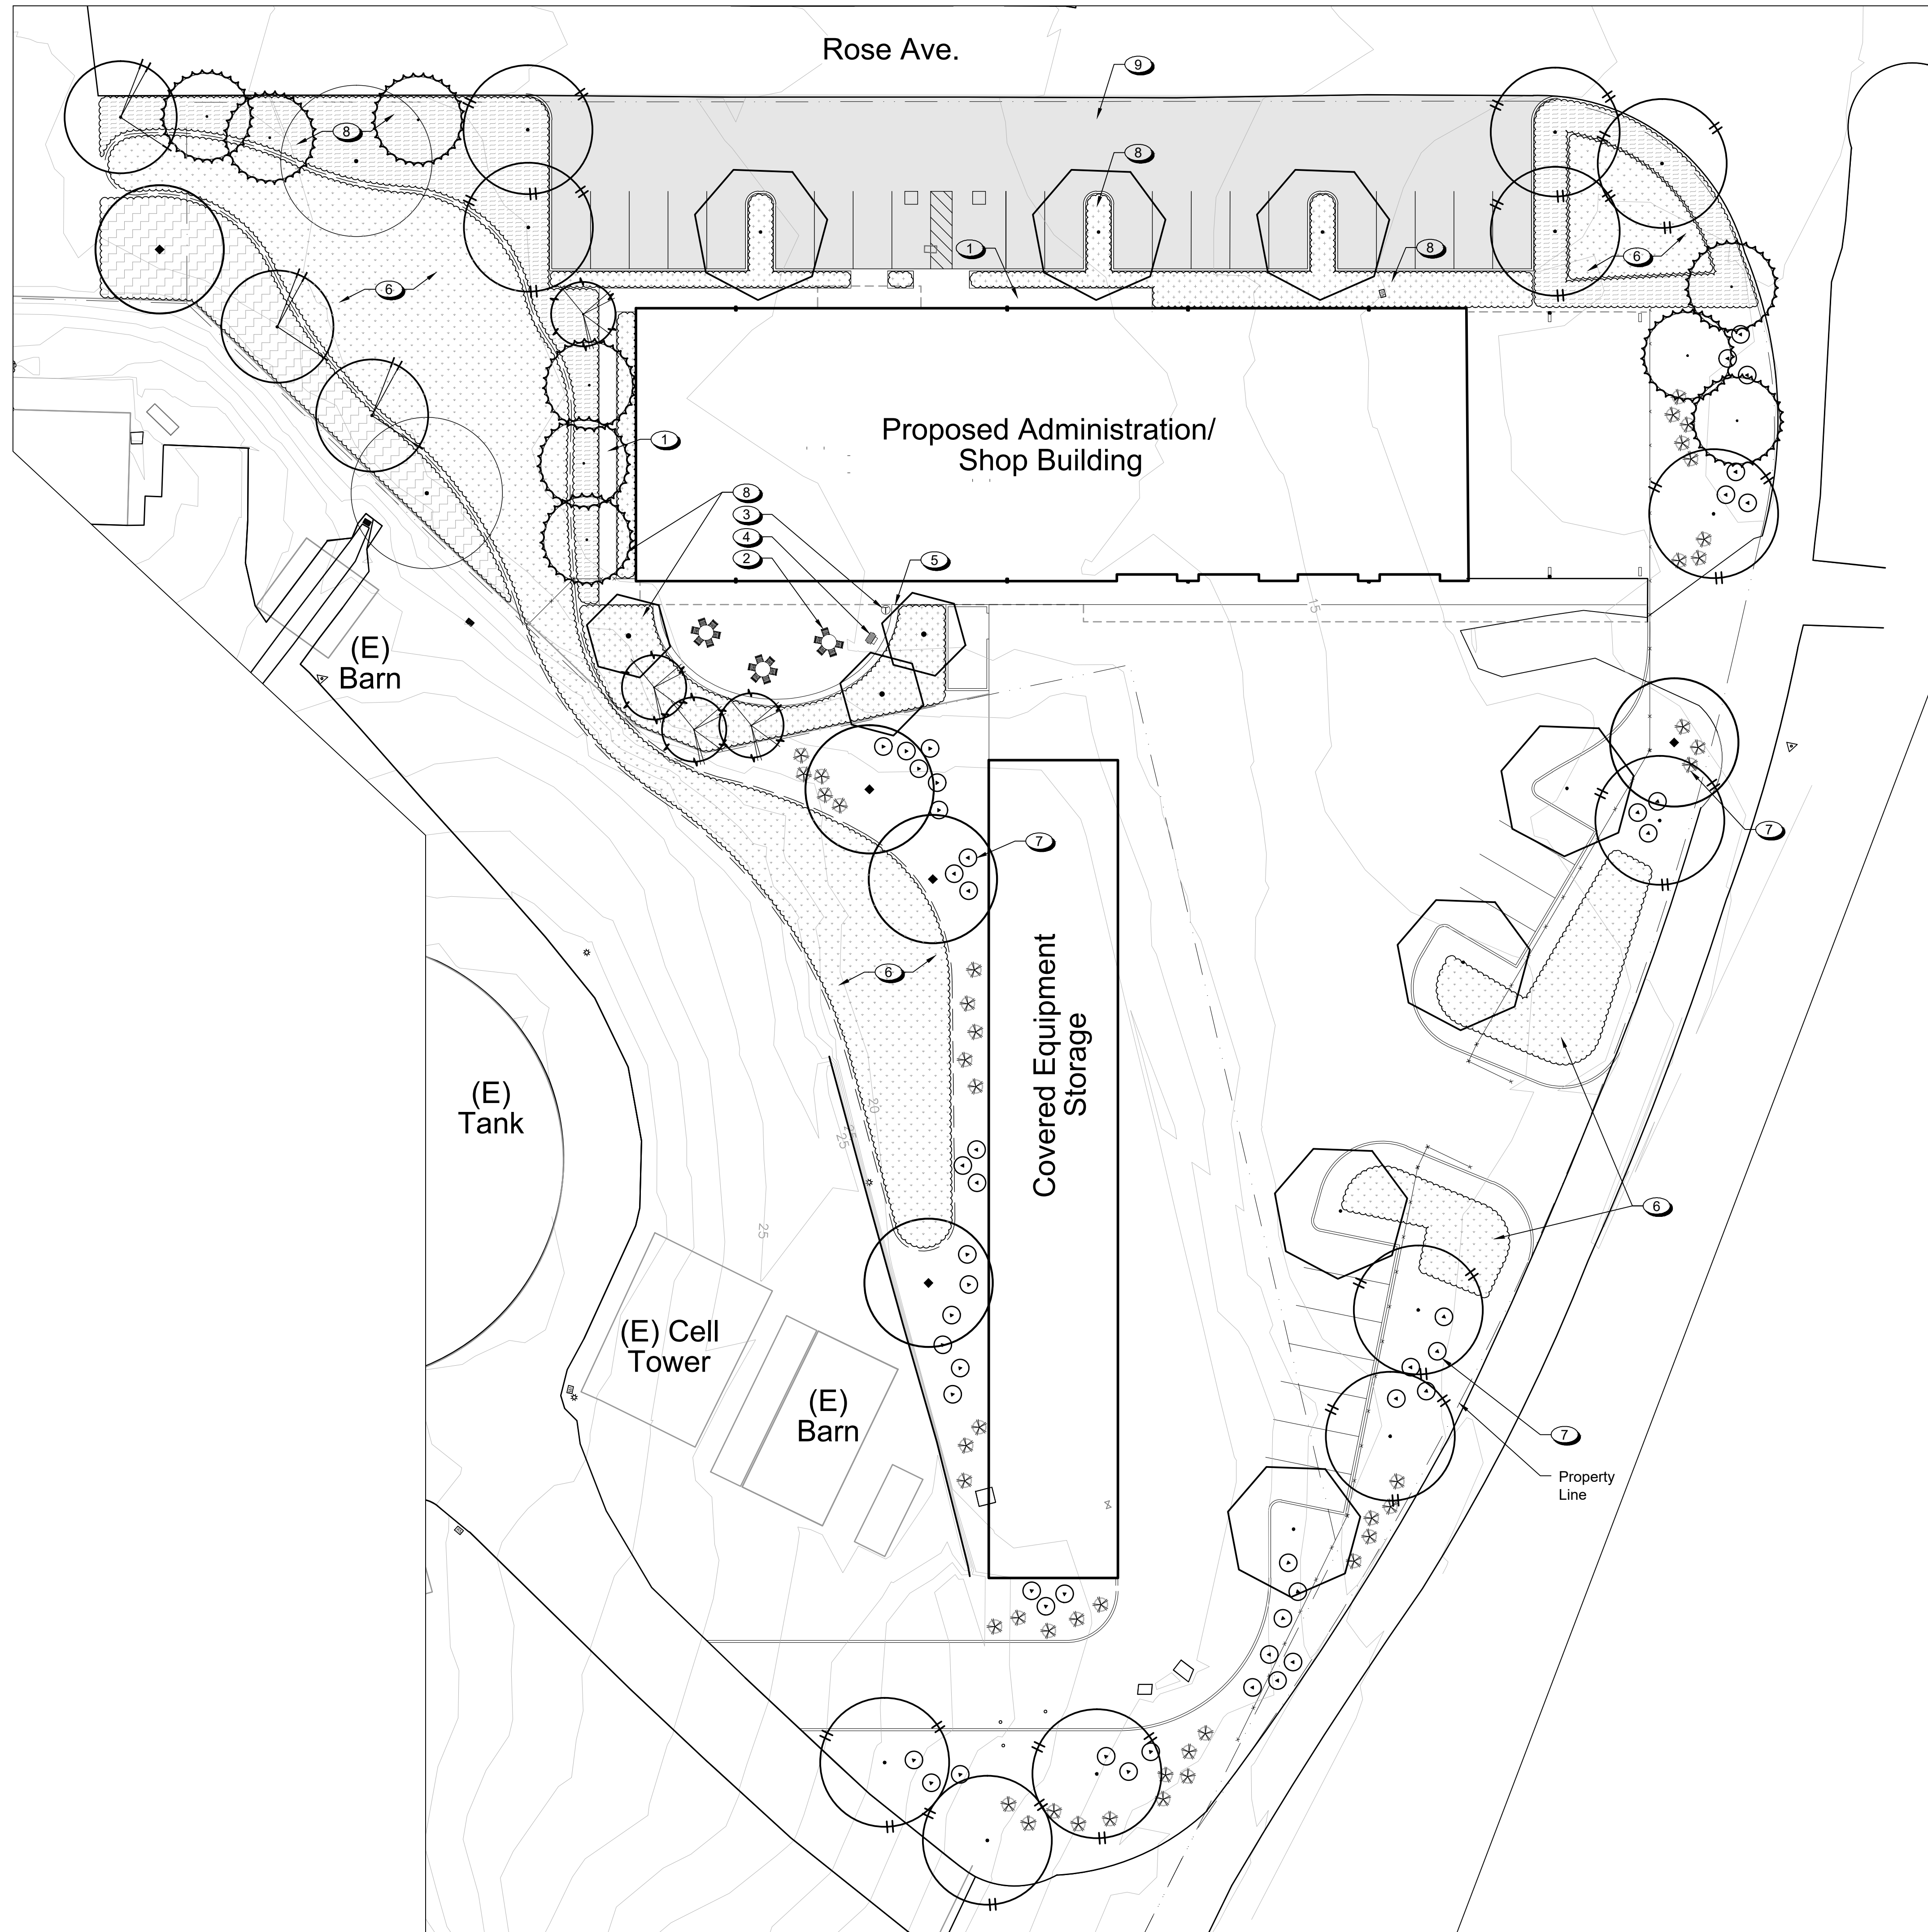 Rose Ave.
9
8
8
1
8
6
6
1
Proposed Administration/
Shop Building
8
3
4
2
5
15
(E)
Barn
7
7
6
Covered Equipment
Storage
(E)
Tank
20
25
25
25
6
(E) Cell
Tower
(E)
Barn
7
Property
Line